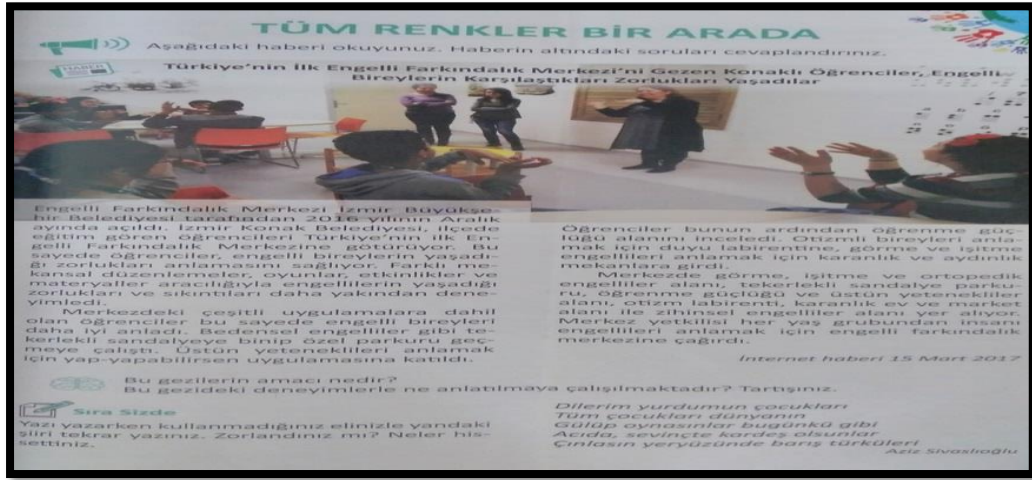 TÜM RENKLER BİR ARADA
Aşağıdaki haberi okuyunuz. Haberin altındaki soruları cevaplandırınız.
HABER
Türkiye'nin İlk Engelli Farkındalık Merkezi'ni Gezen Konaklı Öğrenciler, Engelli
Bireylerin Karşılaştıkları Zorlukları Yaşadılar
Engelli Farkındalık Merkezi İzmir Büyükşe-
hir Belediyesi tarafından 2016 yılının Aralık
ayında açıldı. İzmir Konak Belediyesi, ilçede
eğitim gören öğrencileri Türkiye'nin ilk En-
gelli Farkındalık Merkezine götürüyor. Bu
sayede öğrenciler, engelli bireylerin yaşadı-
ğı zorlukları anlamasını sağlıyor. Farklı me-
kansal düzenlemeler, oyunlar, etkinlikler ve
materyaller aracılığıyla engellilerin yaşadığı
zorlukları ve sıkıntıları daha yakından dene-
yimledi.
Merkezdeki çeşitli uygulamalara dahil
olan öğrenciler bu sayede engelli bireyleri
daha iyi anladı. Bedensel engelliler gibi te-
kerlekli sandalyeye binip özel parkuru geç-
meye çalıştı. Üstün yeteneklileri anlamak
için yap-yapabilirsen uygulamasına katıldı.
Öğrenciler bunun ardından öğrenme güç-
lüğü alanını inceledi. Otizmli bireyleri anla-
mak için duyu labirentine, görme ve işitme
engellileri anlamak için karanlık ve aydınlık
mekanlara girdi.
Merkezde görme, işitme ve ortopedik
engelliler alanı, tekerlekli sandalye parku-
ru, öğrenme güçlüğü ve üstün yetenekliler
alanı, otizm labirenti, karanlık ev ve market
alanı ile zihinsel engelliler alanı yer alıyor.
Merkez yetkilisi her yaş grubundan insanı
engellileri anlamak için engelli farkındalık
merkezine çağırdı.
İnternet haberi 15 Mart 2017
Bu gezilerin amacı nedir?
Bu gezideki deneyimlerle ne anlatılmaya çalışılmaktadır? Tartışınız.
Sıra Sizde
Yazı yazarken kullanmadığınız elinizle yandaki
şiiri tekrar yazınız. Zorlandınız mı? Neler his-
settiniz.
Dilerim yurdumun çocukları
Tüm çocukları dünyanın
Gülüp oynasınlar bugünkü gibi
Acıda, sevinçte kardeş olsunlar
Çınlasın yeryüzünde barış türküleri
Aziz Sivaslıoğlu